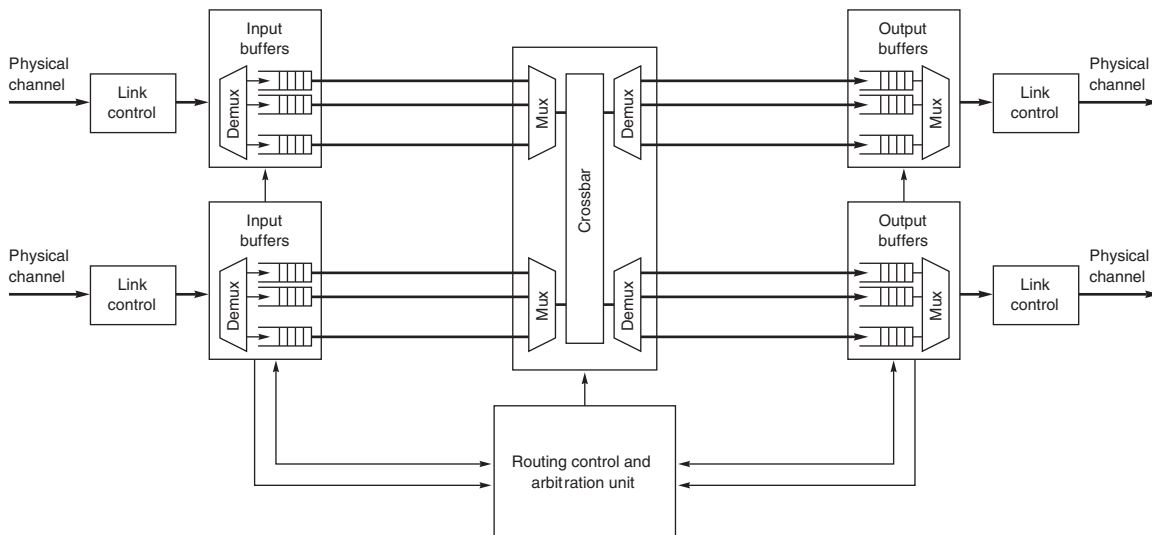 Input
buffers
Output
buffers
Physical
channel
Link
control
Demux
Mux
Demux
Mux
Link
control
Physical
channel
Crossbar
Input
buffers
Output
buffers
Physical
channel
Link
control
Demux
Mux
Demux
Mux
Link
control
Physical
channel
Routing control and
arbitration unit